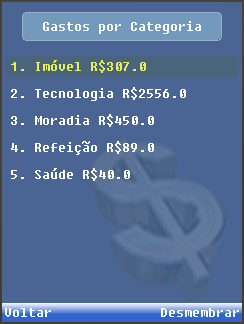 Gastos por Categoria
1. Imóvel R$307.0
2. Tecnologia R$2556.0
3. Moradia R$450.0
4. Refeição R$89.0
5. Saúde R$40.0
Voltar Desmembrar